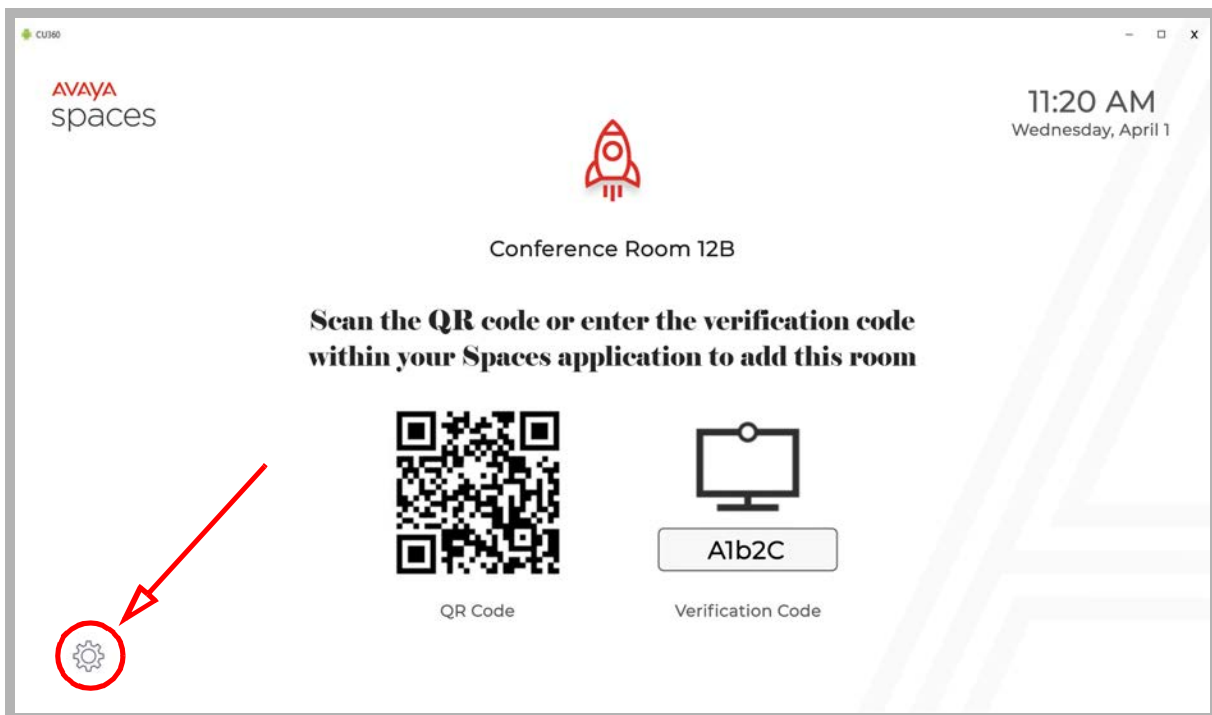 CU360
AVAYA
spaces
11:20 AM
Wednesday, April 1
Conference Room 12B
Scan the QR code or enter the verification code
within your Spaces application to add this room
A1b2C
QR Code
Verification Code